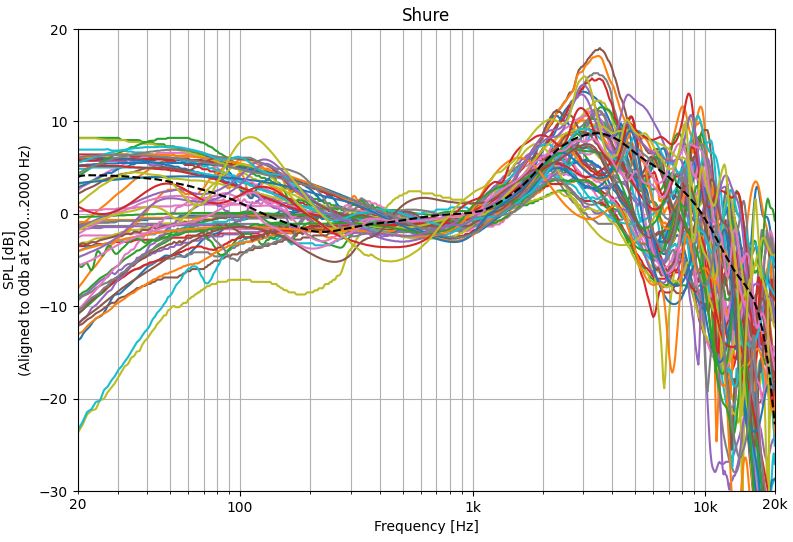 Shure
20
10
0
−10
−20
−30
SPL [dB]
(Aligned to 0db at 200...2000 Hz)
20
100
1k
10k
20k
Frequency [Hz]